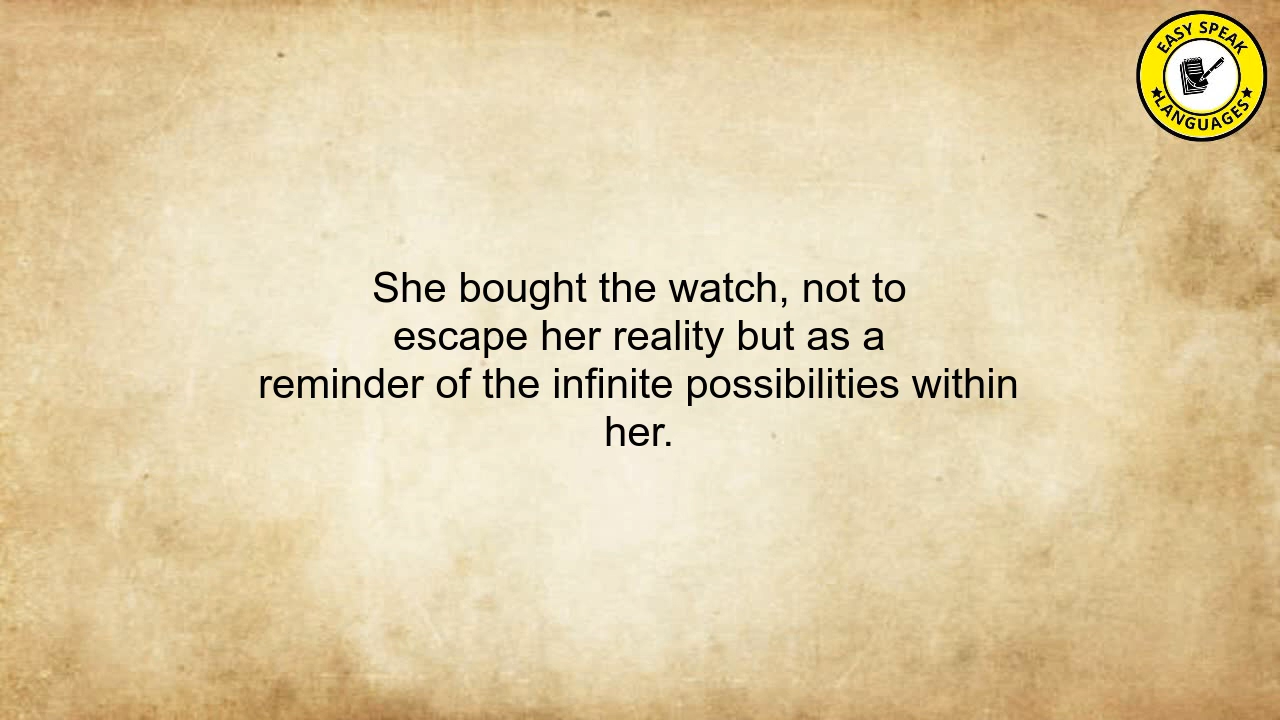 EASY SPEAK
LANGUAGES
She bought the watch, not to
escape her reality but as a
reminder of the infinite possibilities within
her.